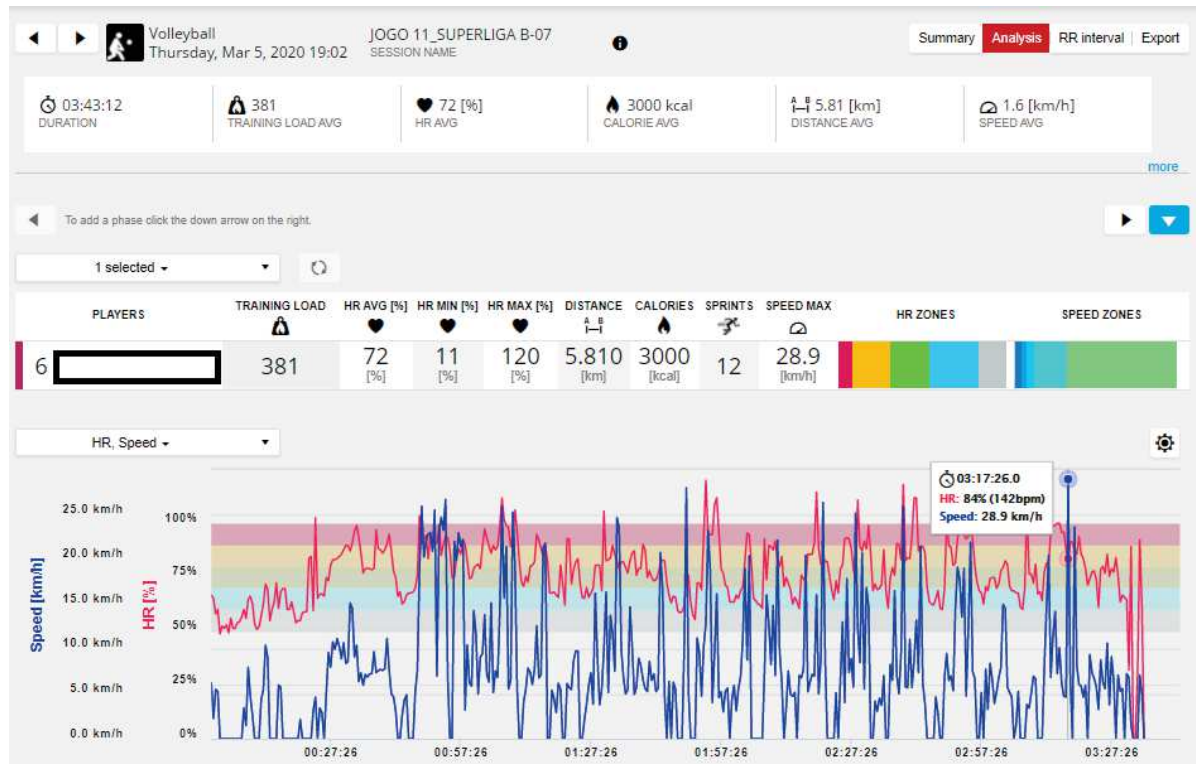 Volleyball
Thursday, Mar 5, 2020 19:02
JOGO 11_SUPERLIGA B-07
SESSION NAME
Summary Analysis RR interval Export
03:43:12
DURATION
381
TRAINING LOAD AVG
72 [%]
HR AVG
3000 kcal
CALORIE AVG
A B 5.81 [km]
DISTANCE AVG
1.6 [km/h]
SPEED AVG
more
To add a phase click the down arrow on the right.
1 selected
PLAYERS TRAINING LOAD HR AVG [%] HR MIN [%] HR MAX [%] DISTANCE CALORIES SPRINTS SPEED MAX HR ZONES SPEED ZONES
A B
6 381 72 11 120 5.810 3000 12 28.9
[%] [%] [%] [km] [kcal] [km/h]
HR, Speed
03:17:26.0
HR: 84% (142bpm)
Speed: 28.9 km/h
Speed [km/h]
25.0 km/h
20.0 km/h
15.0 km/h
10.0 km/h
5.0 km/h
0.0 km/h
HR [%]
100%
75%
50%
25%
0%
00:27:26 00:57:26 01:27:26 01:57:26 02:27:26 02:57:26 03:27:26